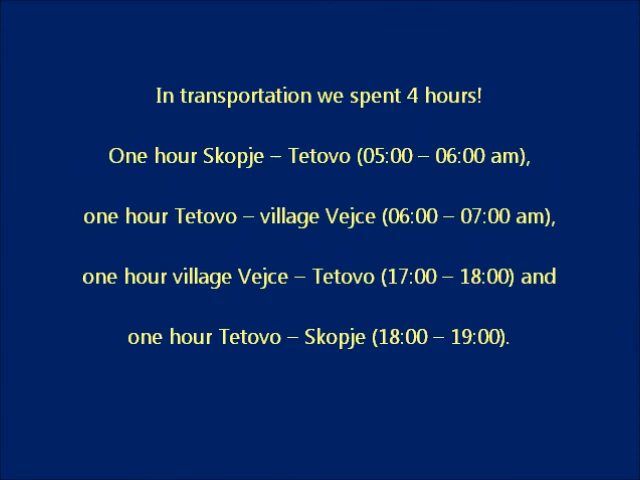 In transportation we spent 4 hours!
One hour Skopje – Tetovo (05:00 – 06:00 am),
one hour Tetovo – village Vejce (06:00 – 07:00 am),
one hour village Vejce – Tetovo (17:00 – 18:00) and
one hour Tetovo – Skopje (18:00 – 19:00).